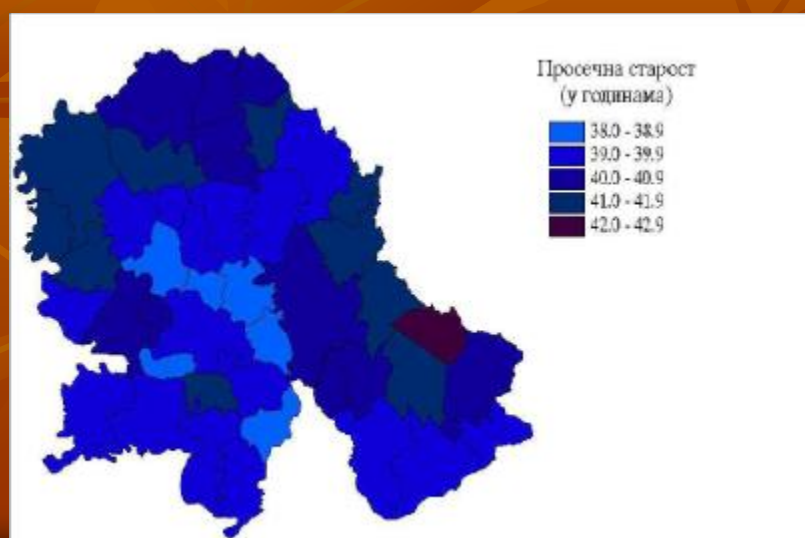 Просечна старост
(у годинама)
38.0 - 38.9
39.0 - 39.9
40.0 - 40.9
41.0 - 41.9
42.0 - 42.9